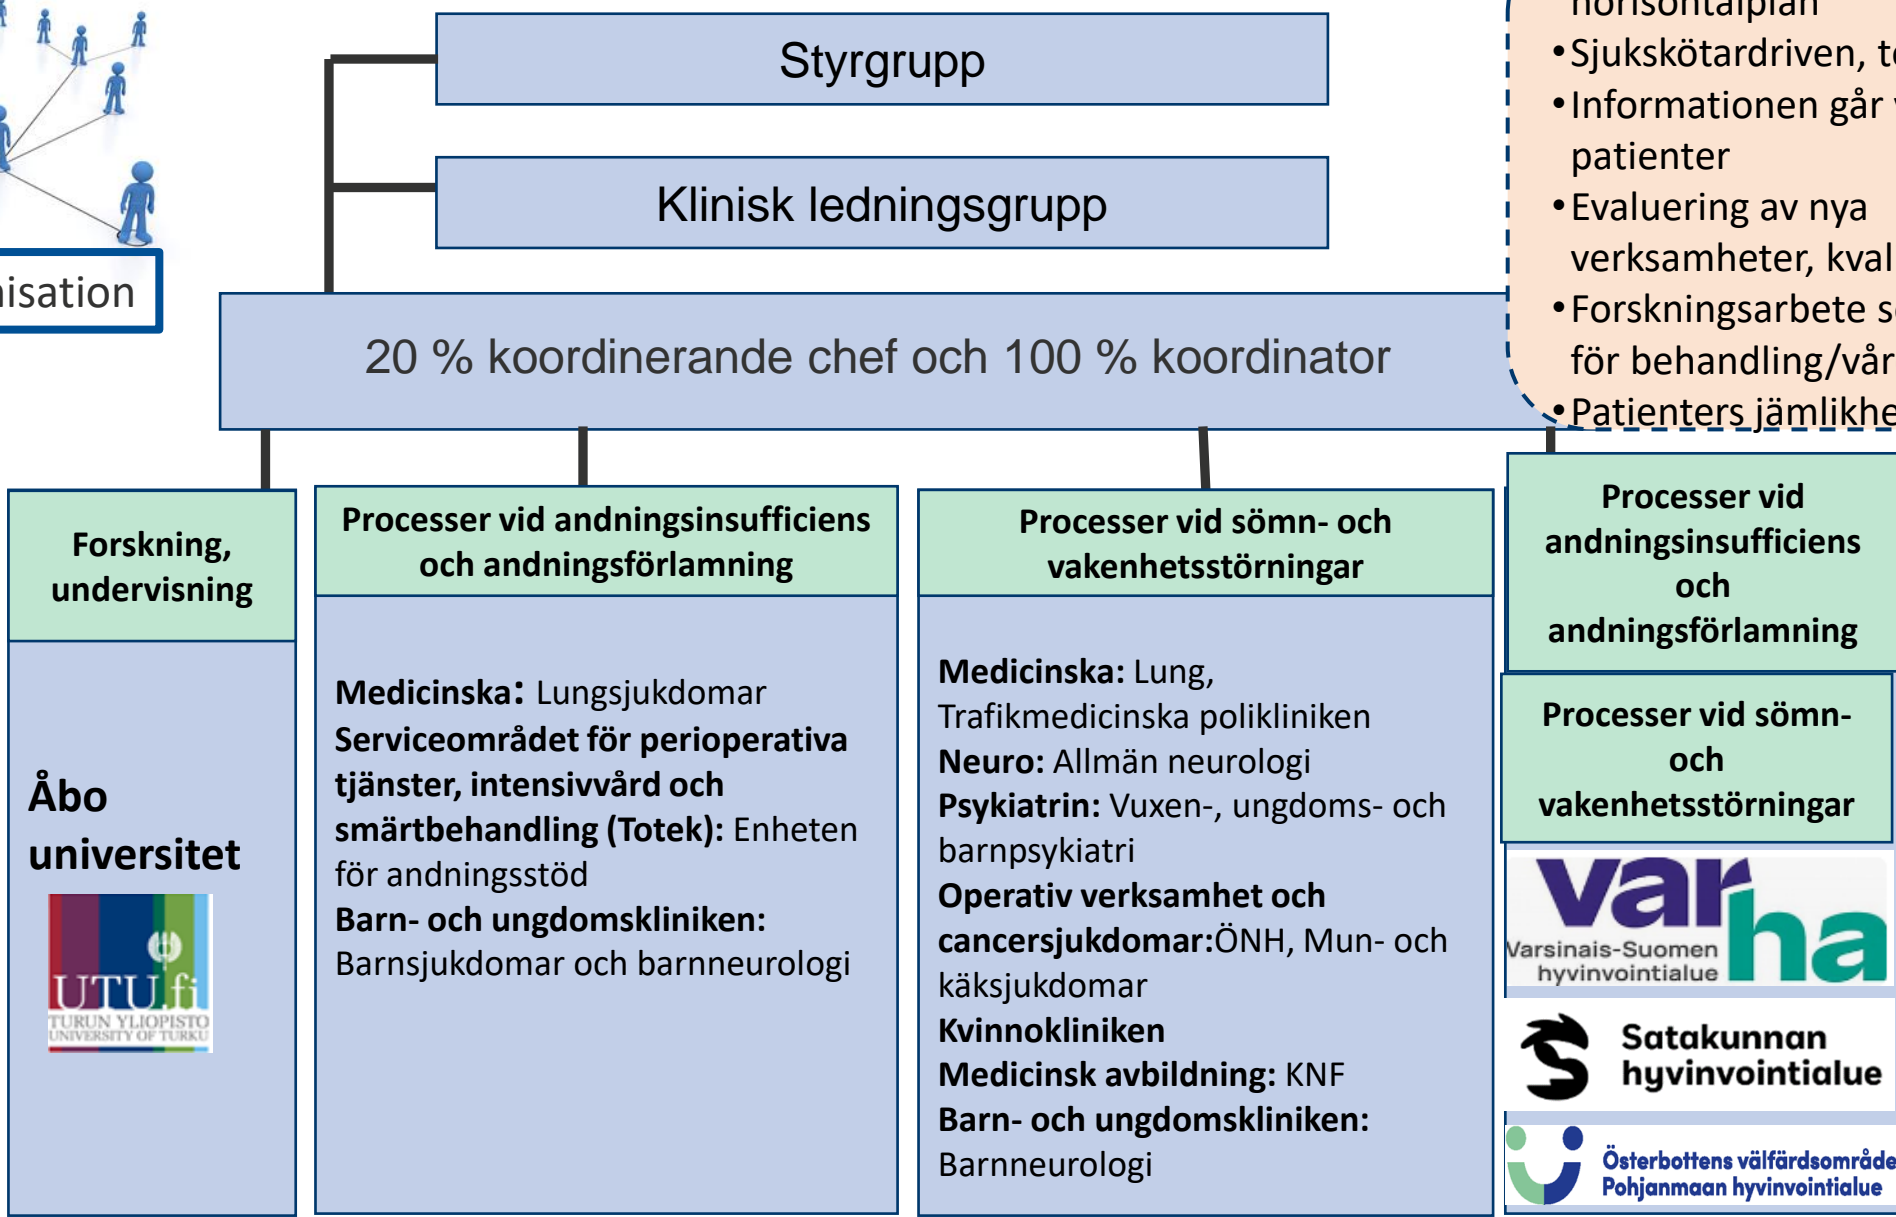 Styrgrupp
Klinisk ledningsgrupp
20 % koordinerande chef och 100 % koordinator
horisontalplan
•Sjukskötardriven,
•Informationen går
patienter
•Evaluering av nya
verksamheter,
•Forskningsarbete
för
•Patienters
Forskning,
undervisning
Åbo
universitet
UTU.fi
TURUN YLIOPISTO
UNIVERSITY OF TURKU
Processer vid andningsinsufficiens
och andningsförlamning
Medicinska: Lungsjukdomar
Serviceområdet för perioperativa
tjänster, intensivvård och
smärtbehandling (Totek): Enheten
för andningsstöd
Barn- och ungdomskliniken:
Barnsjukdomar och barnneurologi
Processer vid sömn- och
vakenhetsstörningar
Medicinska: Lung,
Trafikmedicinska polikliniken
Neuro: Allmän neurologi
Psykiatrin: Vuxen-, ungdoms- och
barnpsykiatri
Operativ verksamhet och
cancersjukdomar:ÖNH, Mun- och
käksjukdomar
Kvinnokliniken
Medicinsk avbildning: KNF
Barn- och ungdomskliniken:
Barnneurologi
Processer vid
andningsinsufficiens
och
andningsförlamning
Processer vid sömn-
och
vakenhetsstörningar
varha
Varsinais-Suomen
hyvinvointialue
Satakunnan
hyvinvointialue
Österbottens välfärdsområde
Pohjanmaan hyvinvointialue